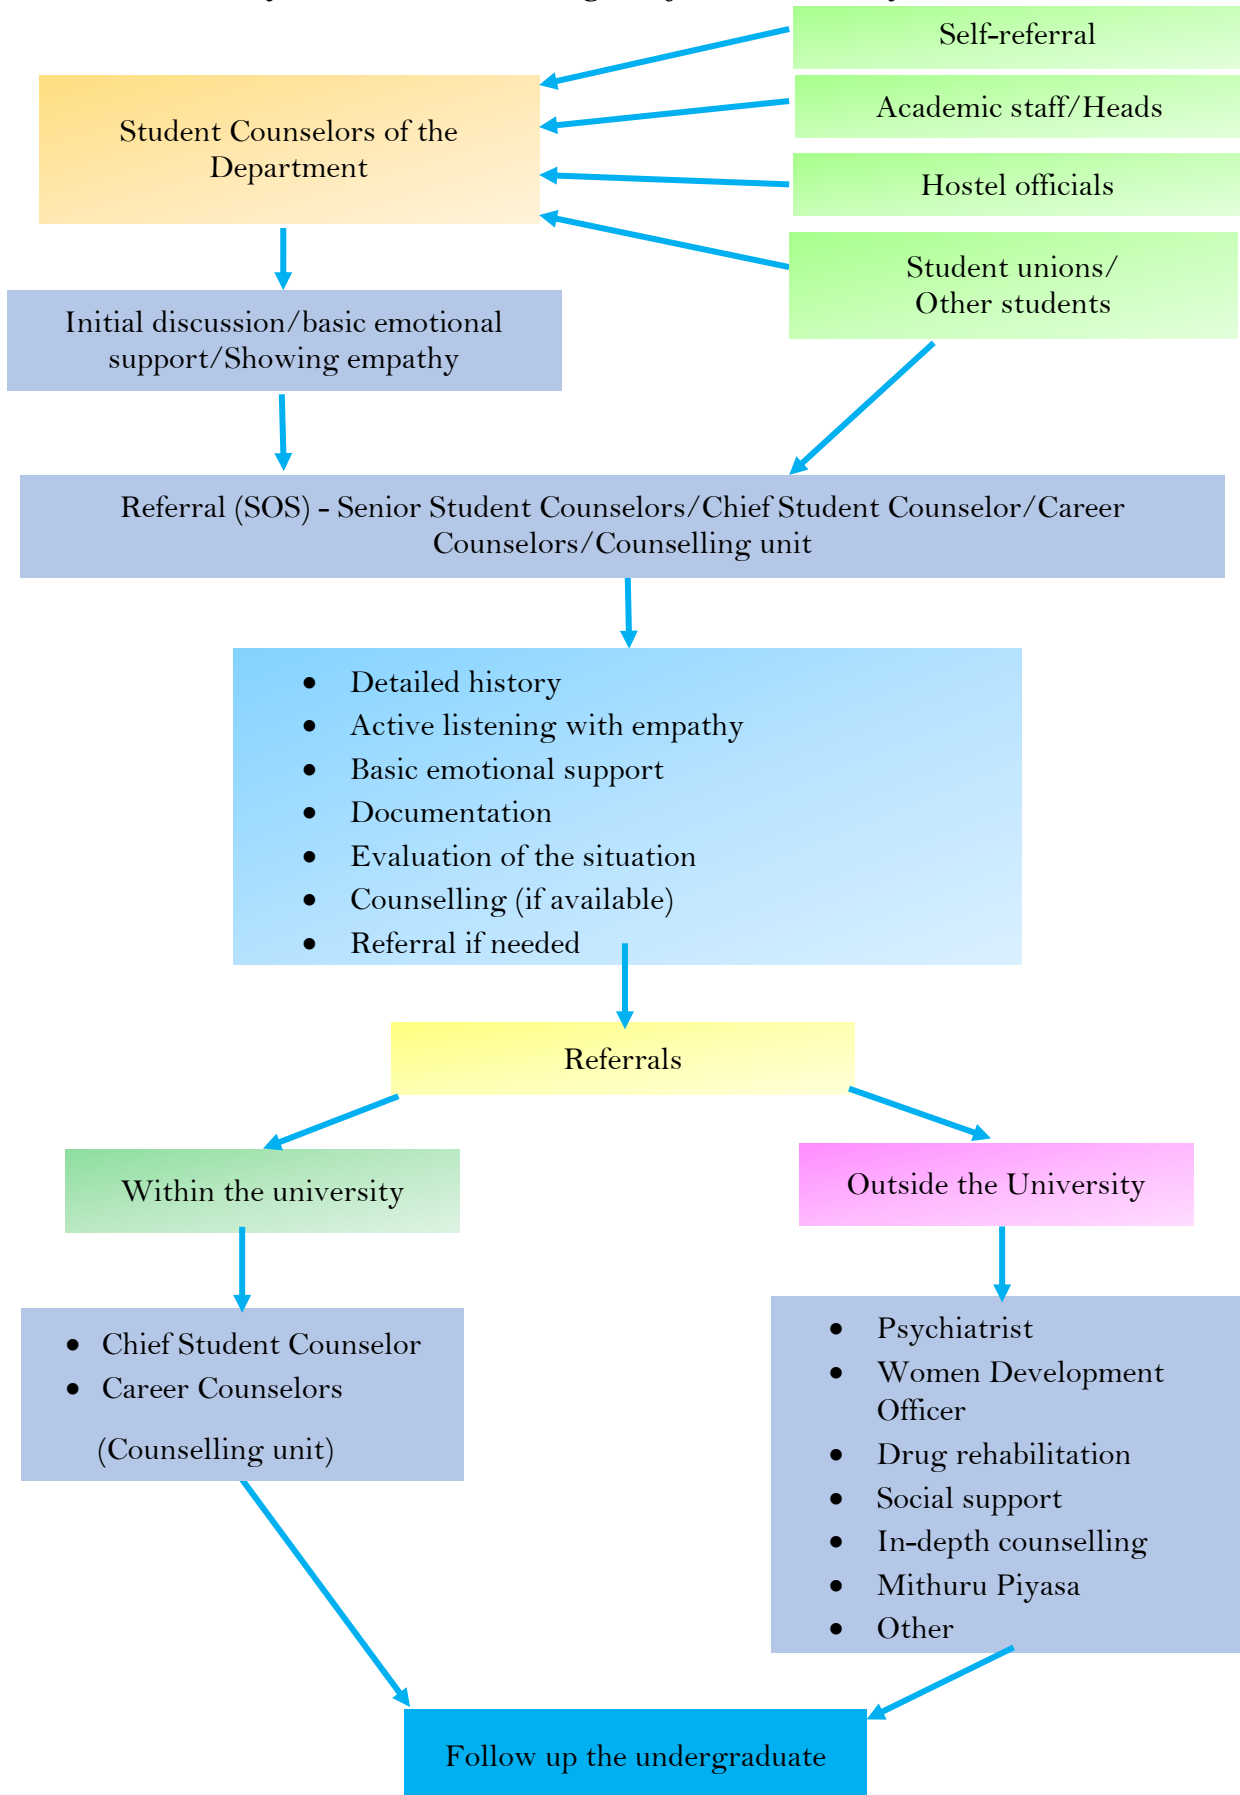 Self-referral
Academic staff/Heads
Student Counselors of the
Department
Hostel officials
Student unions/
Other students
Initial discussion/basic emotional
support/Showing empathy
Referral (SOS) - Senior Student Counselors/Chief Student Counselor/Career
Counselors/Counselling unit
• Detailed history
• Active listening with empathy
• Basic emotional support
• Documentation
• Evaluation of the situation
• Counselling (if available)
• Referral if needed
Referrals
Within the university
Outside the University
• Chief Student Counselor
• Career Counselors
(Counselling unit)
• Psychiatrist
• Women Development
Officer
• Drug rehabilitation
• Social support
• In-depth counselling
• Mithuru Piyasa
• Other
Follow up the undergraduate